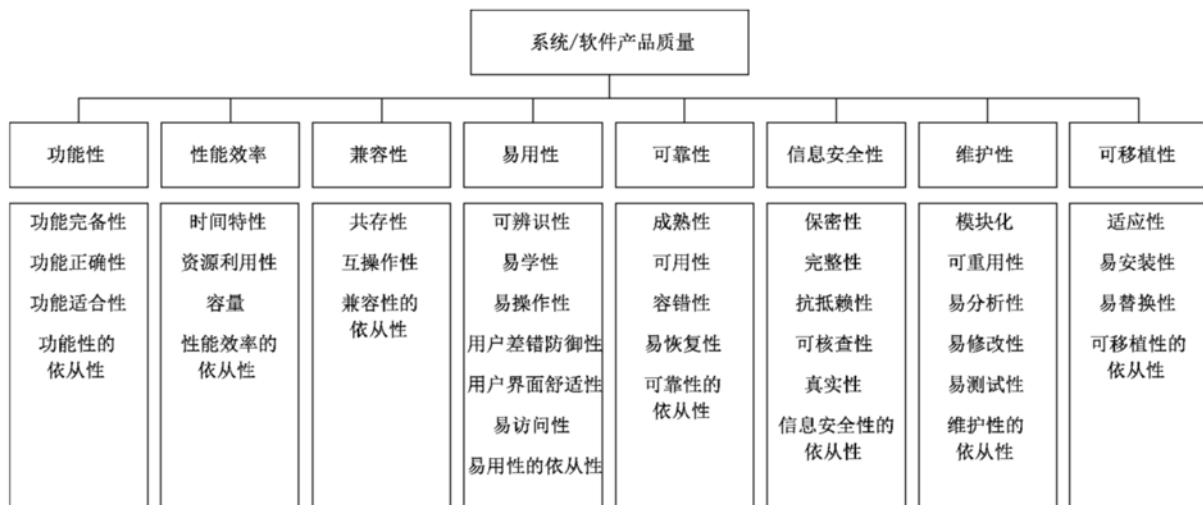 系统/软件产品质量
功能性
性能效率
兼容性
易用性
可靠性
信息安全性
维护性
可移植性
功能完备性
功能正确性
功能适合性
功能性的
依从性
时间特性
资源利用性
容量
性能效率的
依从性
共存性
互操作性
兼容性的
依从性
可辨识性
易学性
易操作性
用户差错防御性
用户界面舒适性
易访问性
易用性的依从性
成熟性
可用性
容错性
易恢复性
可靠性的
依从性
保密性
完整性
抗抵赖性
可核查性
真实性
信息安全性的
依从性
模块化
可重用性
易分析性
易修改性
易测试性
维护性的
依从性
适应性
易安装性
易替换性
可移植性的
依从性